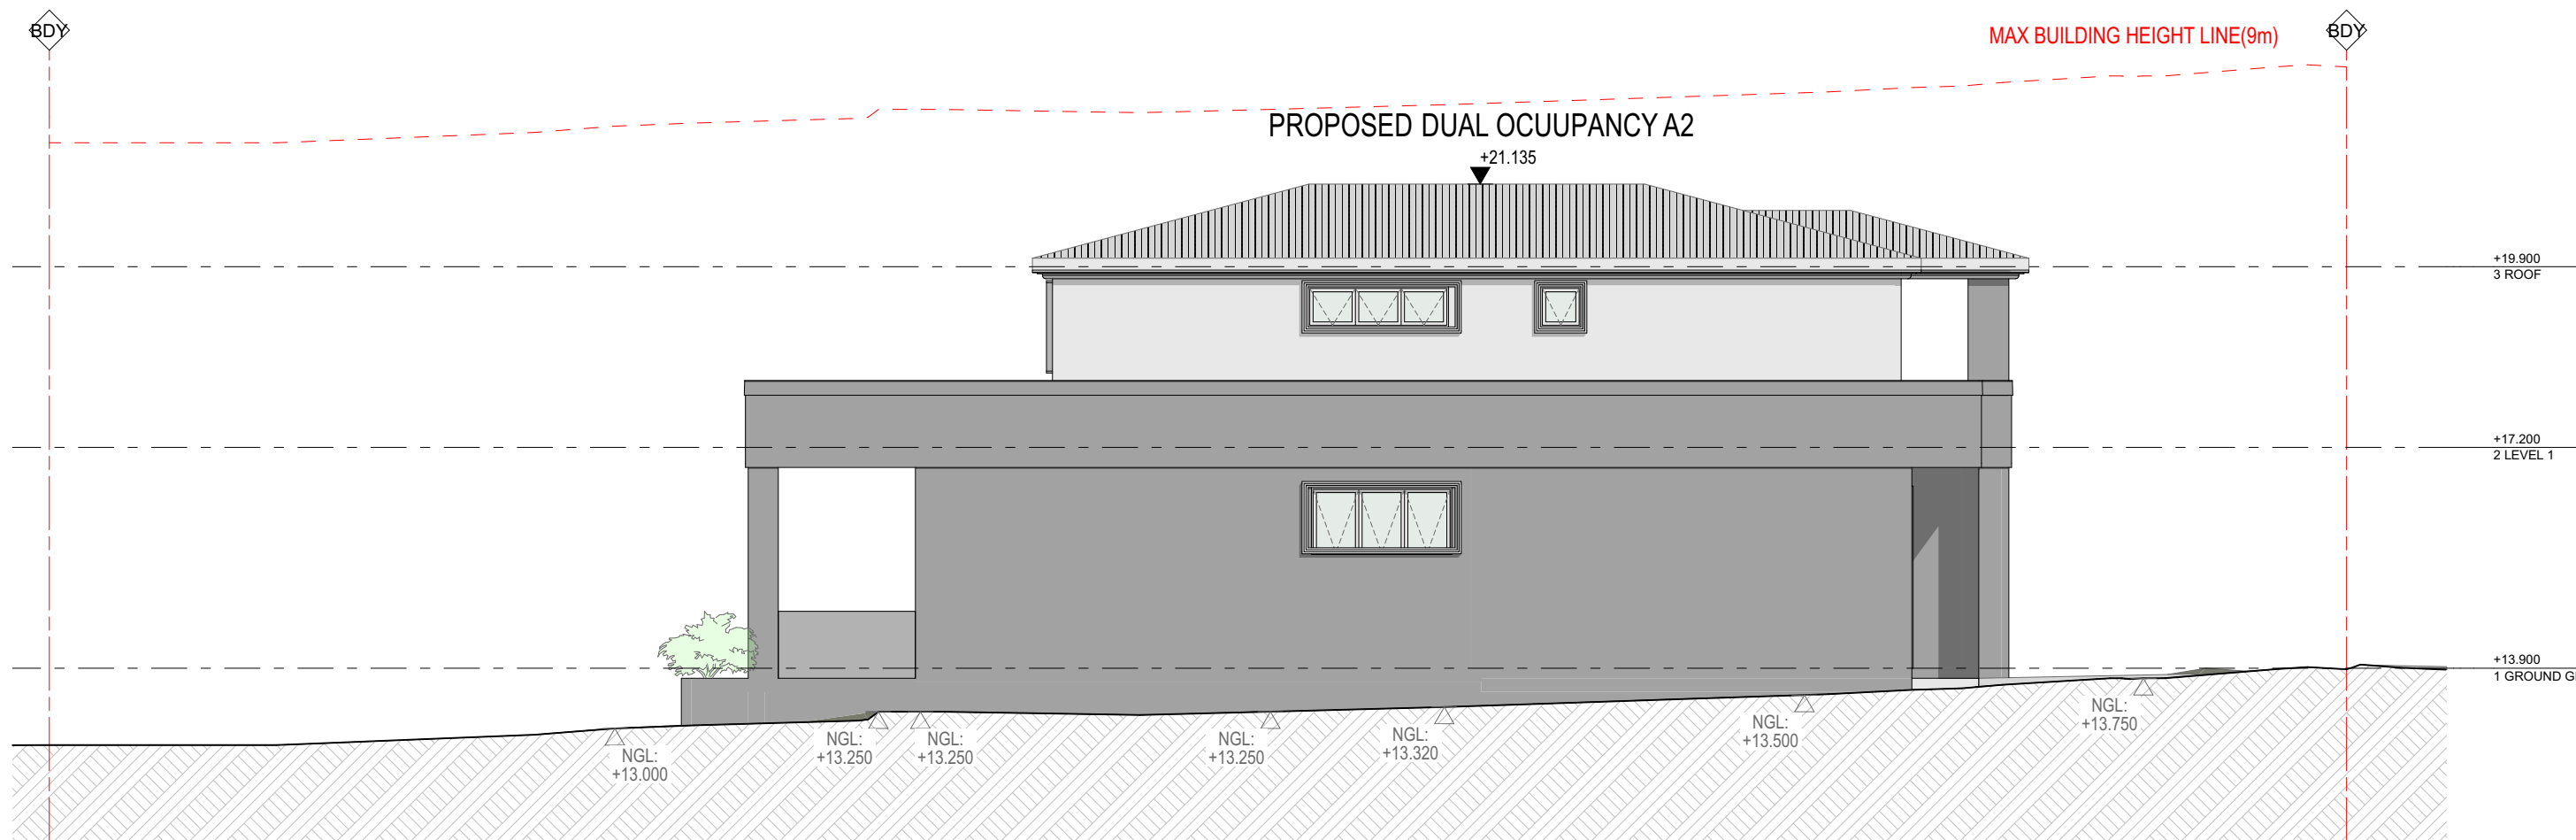 BDY
MAX BUILDING HEIGHT LINE(9m)
BDY
PROPOSED DUAL OCUUPANCY A2
+21.135
+19.900
3 ROOF
+17.200
2 LEVEL 1
+13.900
1 GROUND
NGL:
+13.000
NGL:
+13.250
NGL:
+13.250
NGL:
+13.250
NGL:
+13.320
NGL:
+13.500
NGL:
+13.750